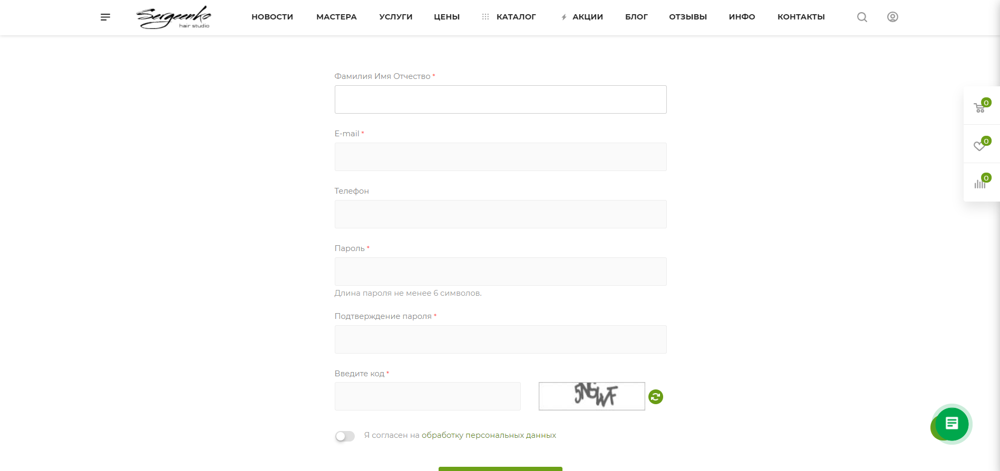 Sergeenko
hair studio
НОВОСТИ МАСТЕРА УСЛУГИ ЦЕНЫ КАТАЛОГ АКЦИИ БЛОГ ОТЗЫВЫ ИНФО КОНТАКТЫ
0
0
0
Фамилия Имя Отчество *
E-mail *
Телефон
Пароль *
Длина пароля не менее 6 символов.
Подтверждение пароля *
Введите код *
Я согласен на обработку персональных данных